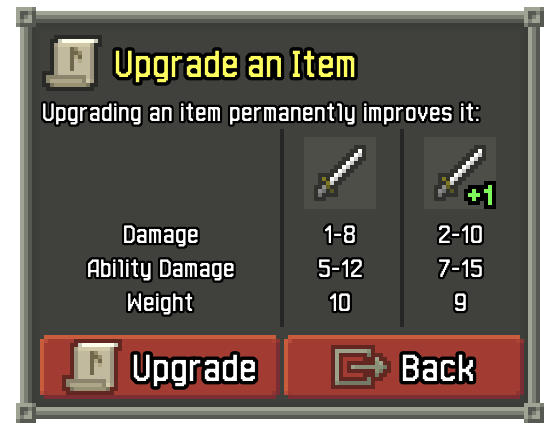 Upgrade an Item
Upgrading an item permanently improves it:
+1
Damage 1-8 2-10
Ability Damage 5-12 7-15
Weight 10 9
Upgrade Back